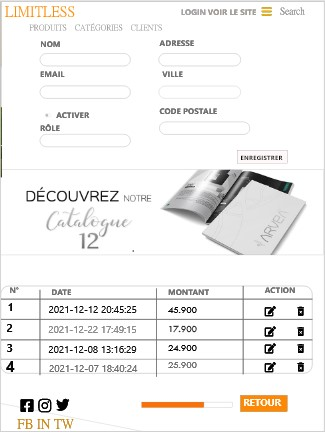 LIMITLESS LOGIN VOIR LE SITE Search
PRODUITS CATÉGORIES CLIENTS
NOM ADRESSE
EMAIL VILLE
ACTIVER CODE POSTALE
RÔLE
ENREGISTRER
DÉCOUVREZ NOTRE
Catalogue
12
ARVEA
N° DATE MONTANT ACTION
1 2021-12-12 20:45:25 45.900
2 2021-12-22 17:49:15 17.900
3 2021-12-08 13:16:29 24.900
4 2021-12-07 18:40:24 25.900
RETOUR
FB IN TW